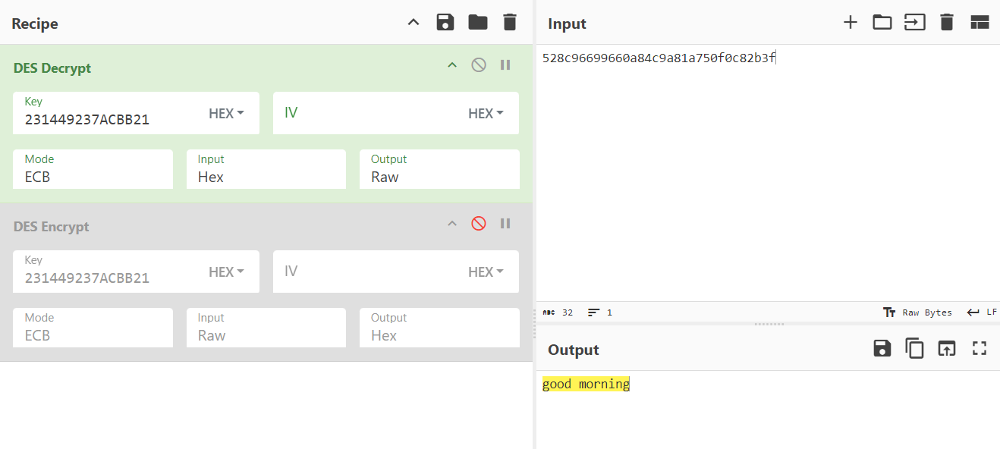 Recipe
DES Decrypt
Key
231449237ACBB21
HEX
IV
HEX
Mode
ECB
Input
Hex
Output
Raw
DES Encrypt
Key
231449237ACBB21
HEX
IV
HEX
Mode
ECB
Input
Raw
Output
Hex
Input
528c96699660a84c9a81a750f0c82b3f
ABC 32 1
Tт Raw Bytes LF
Output
good morning